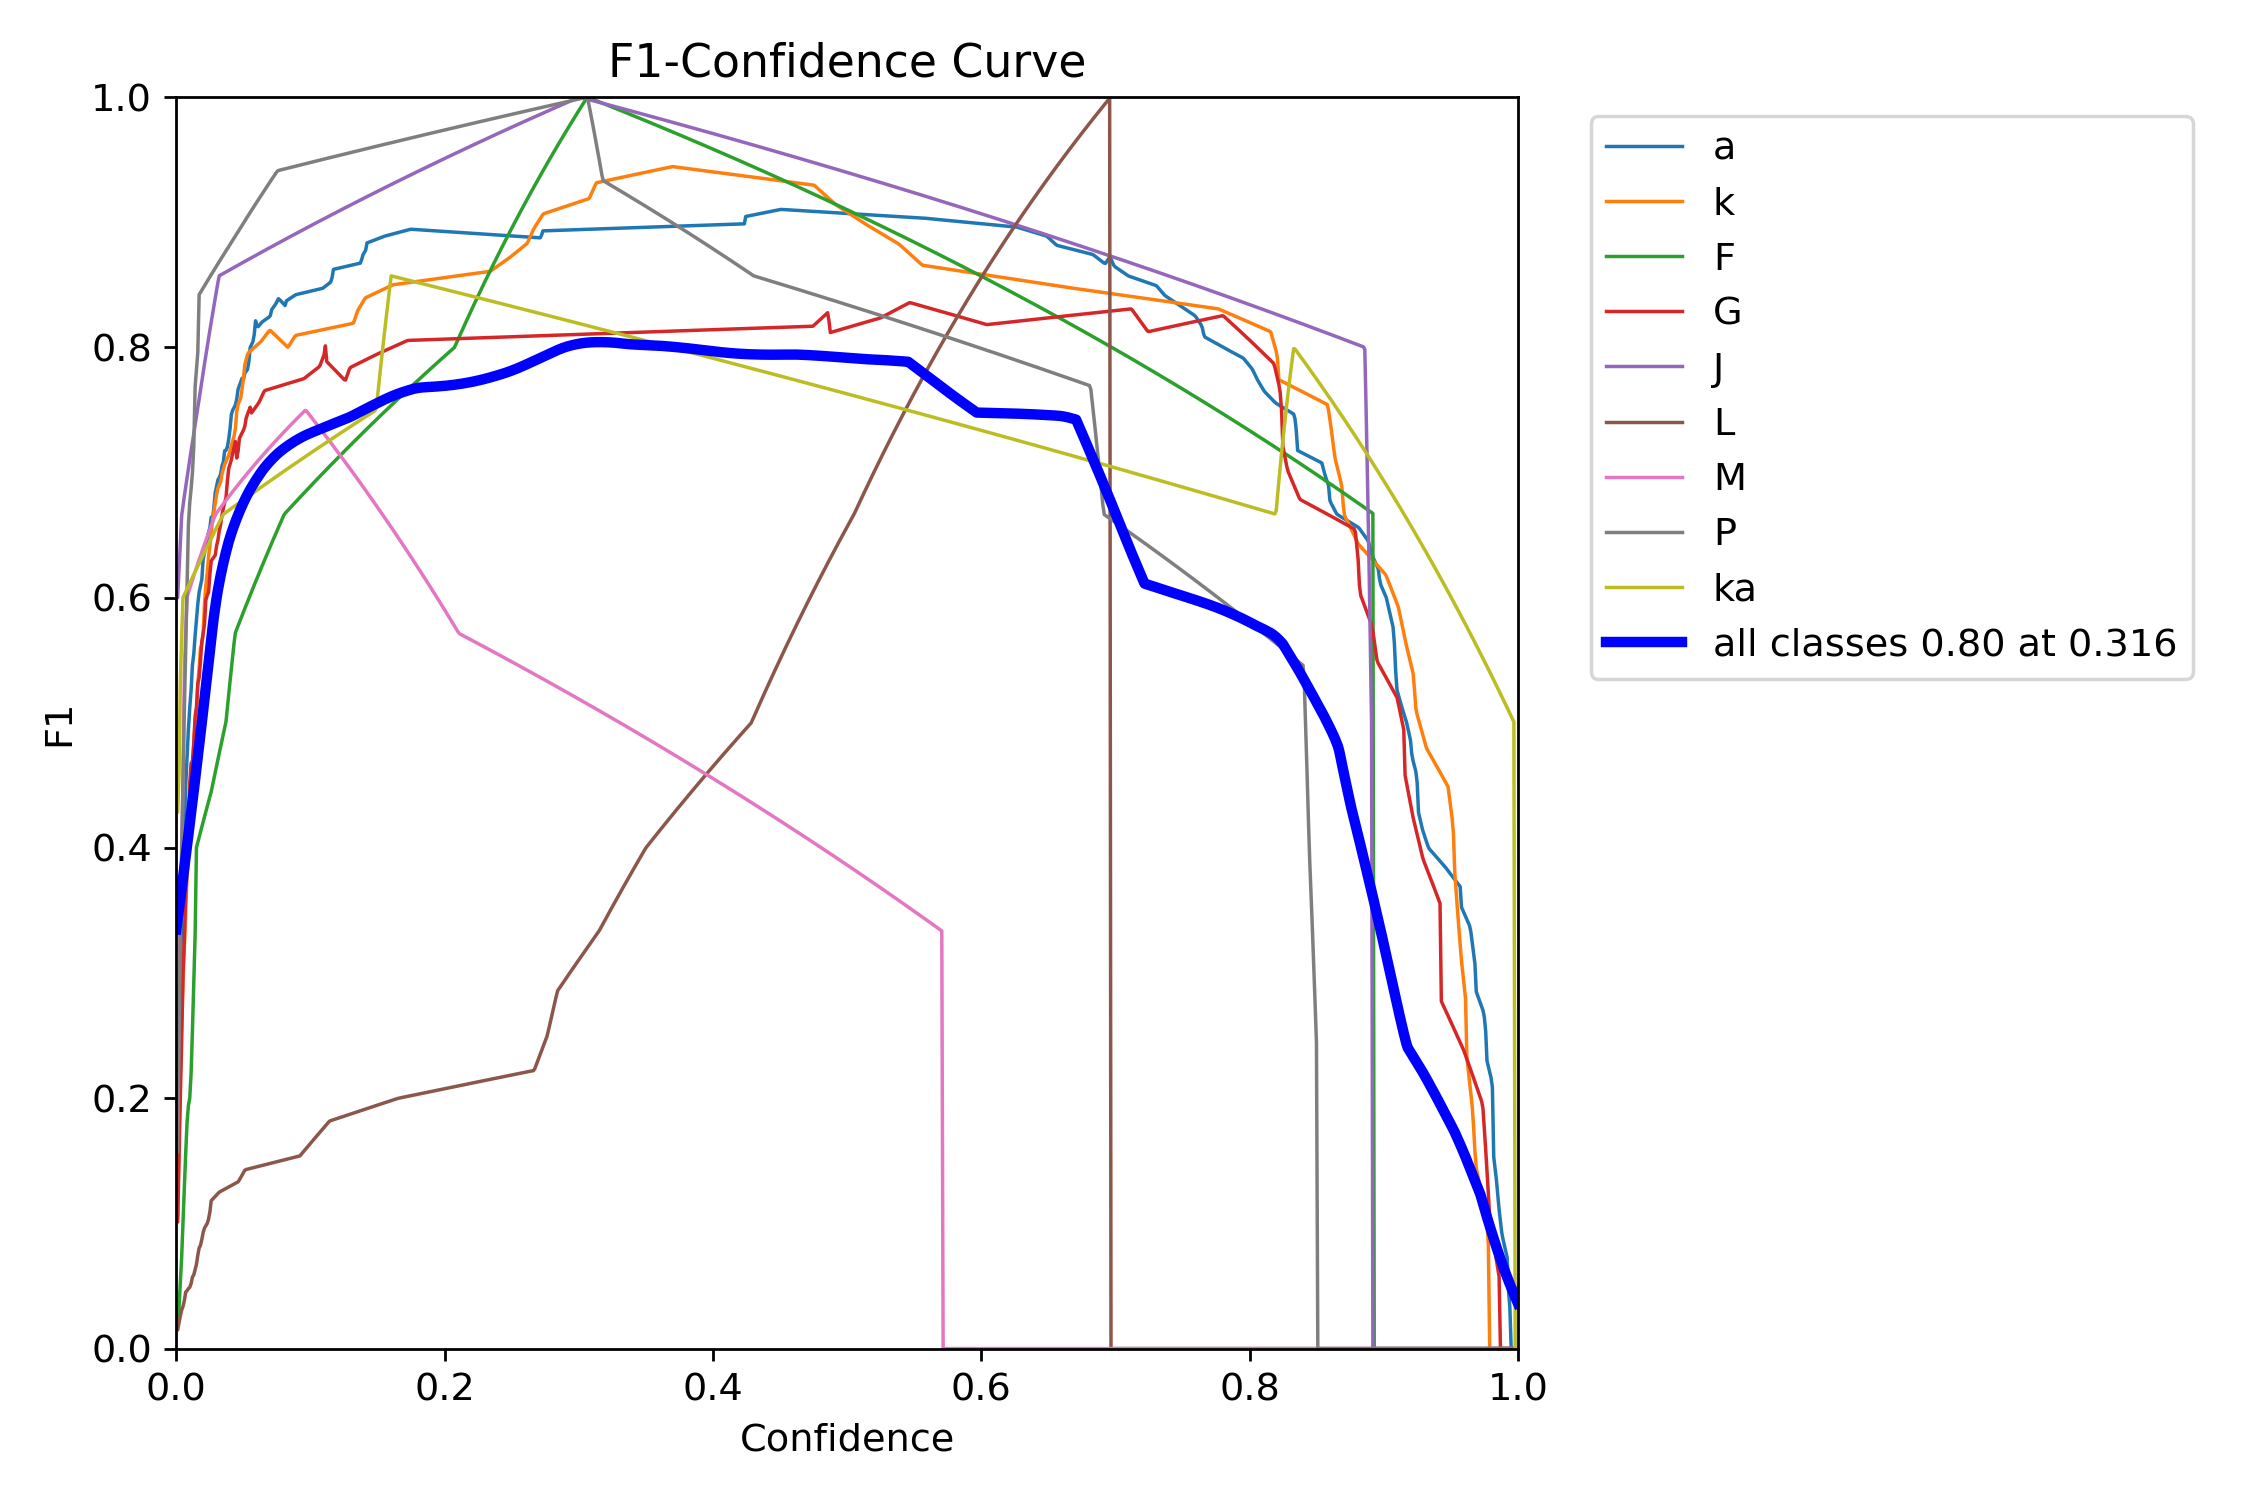 F1-Confidence Curve
1.0
0.8
0.6
0.4
0.2
0.0
F1
0.0 0.2 0.4 0.6 0.8 1.0
Confidence
a
k
F
G
J
L
M
P
ka
all classes 0.80 at 0.316